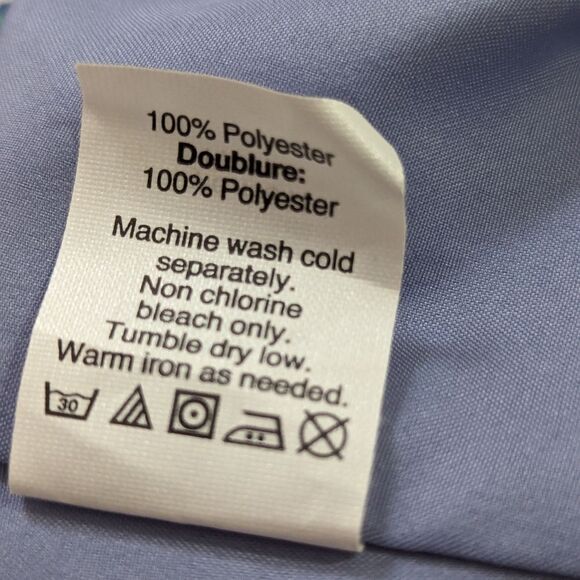 100% Polyester
Doublure:
100% Polyester
Machine wash cold
separately.
Non chlorine
bleach only.
Tumble dry low.
Warm iron as needed.
30